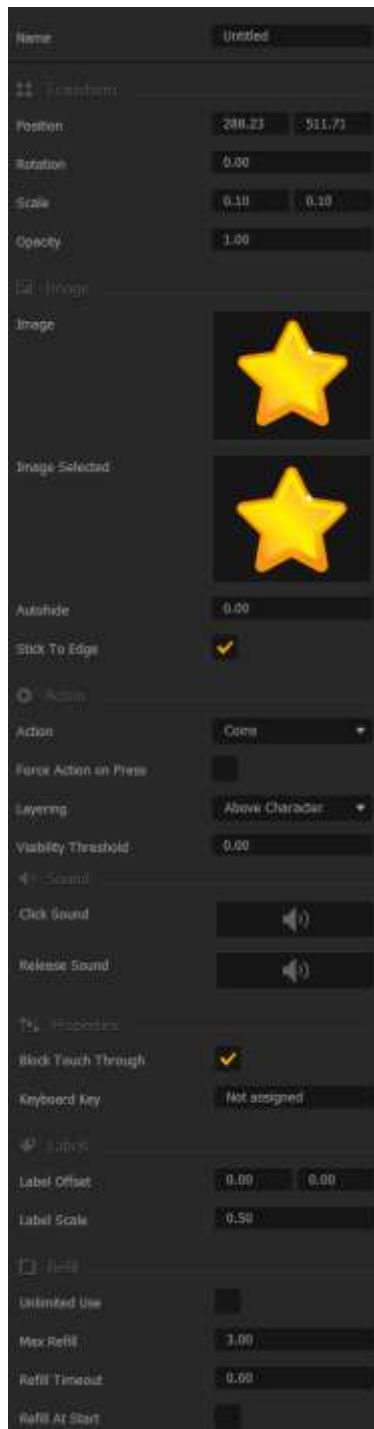 Name Untitled
Transform
Position 288.23 511.71
Rotation 0.00
Scale 0.10 0.10
Opacity 1.00
Image
Image
Image Selected
Autohide 0.00
Stick To Edge
Action
Action Coins
Force Action on Press
Layering Above Character
Visibility Threshold 0.00
Sound
Click Sound
Release Sound
Properties
Block Touch Through
Keyboard Key Not assigned
Labels
Label Offset 0.00 0.00
Label Scale 0.50
Refill
Unlimited Use
Max Refill 3.00
Refill Timeout 0.60
Refill At Start